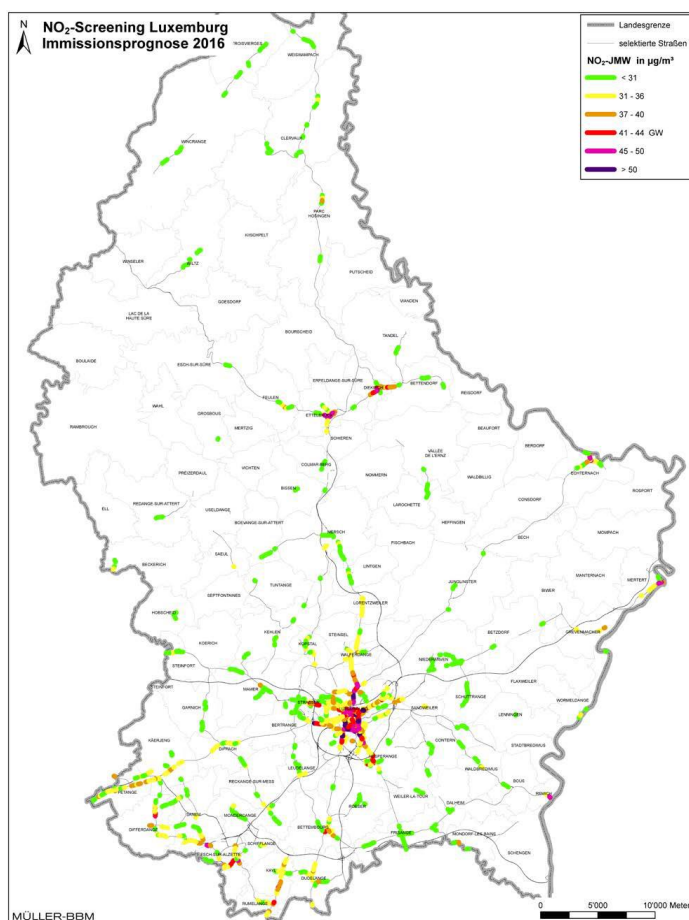 N
NO₂-Screening Luxemburg
Immissionsprognose 2016
Landesgrenze
selektierte Straßen
NO₂-JMW in µg/m³
< 31
31 - 36
37 - 40
41 - 44 GW
45 - 50
> 50
TROISVIERGES
WEISWAMPACH
CLERVAUX
WINCRANGE
PARC
HOSINGEN
KIISCHPELT
WINSELER
WILTZ
PUTSCHEID
GOESDORF
VIANDEN
LAC DE LA
HAUTE SÛRE
BOURSCHEID
TANDEL
BOULAIDE
ESCH-SUR-SÛRE
ERPELDANGE-SUR-SÛRE
DIEKIRCH
BETTENDORF
REISDORF
FEULEN
WAHL
GROSBOUS
BEAUFORT
RAMBROUCH
MERTZIG
SCHIEREN
BERDORF
VALLÉE
DE L'ERNZ
PREIZERDAUL
VICHTEN
COLMAR-BERG
NOMMERN
WALDBILLIG
ECHTERNACH
ELL
REDANGE-SUR-ATTERT
BISSEN
LAROCHETTE
CONSDORF
ROSPORT
USELDANGE
BOEVANGE-SUR-ATTERT
HEFFINGEN
MERSCH
BECH
MOMPACH
SAEUL
FISCHBACH
BECKERICH
LINTGEN
TUNTANGE
JUNGLINSTER
MANTERNACH
MERTERT
SEPTFONTAINES
BIWER
LORENTZWEILER
HOBSCHEID
KEHLEN
STEINSEL
BETZDORF
GREVENMACHER
KOERICH
KOPSTAL
WALFERDANGE
STEINFORT
NIEDERANVEN
FLAXWEILER
STEINFORT
MAMER
SCHUTTRANGE
WORMELDANGE
GARNICH
STRASSEN
SANDWEILER
LENNINGEN
BERTRANGE
CONTERN
STADTBREDIMUS
KÄERJENG
DIPPACH
HESPERANGE
WALDBREDIMUS
LEUDELANGE
BOUS
RECKANGE-SUR-MESS
WEILER-LA-TOUR
REMICH
PÉTANGE
ROESER
DALHEIM
SANEM
MONDERCANGE
DIFFERDANGE
BETTEMBOURG
FRISANGE
MONDORF-LES-BAINS
SCHIFFLANGE
SCHENGEN
ESCH-SUR-ALZETTE
KAYL
DUDELANGE
RUMELANGE
0 5'000 10'000 Meter
MÜLLER-BBM